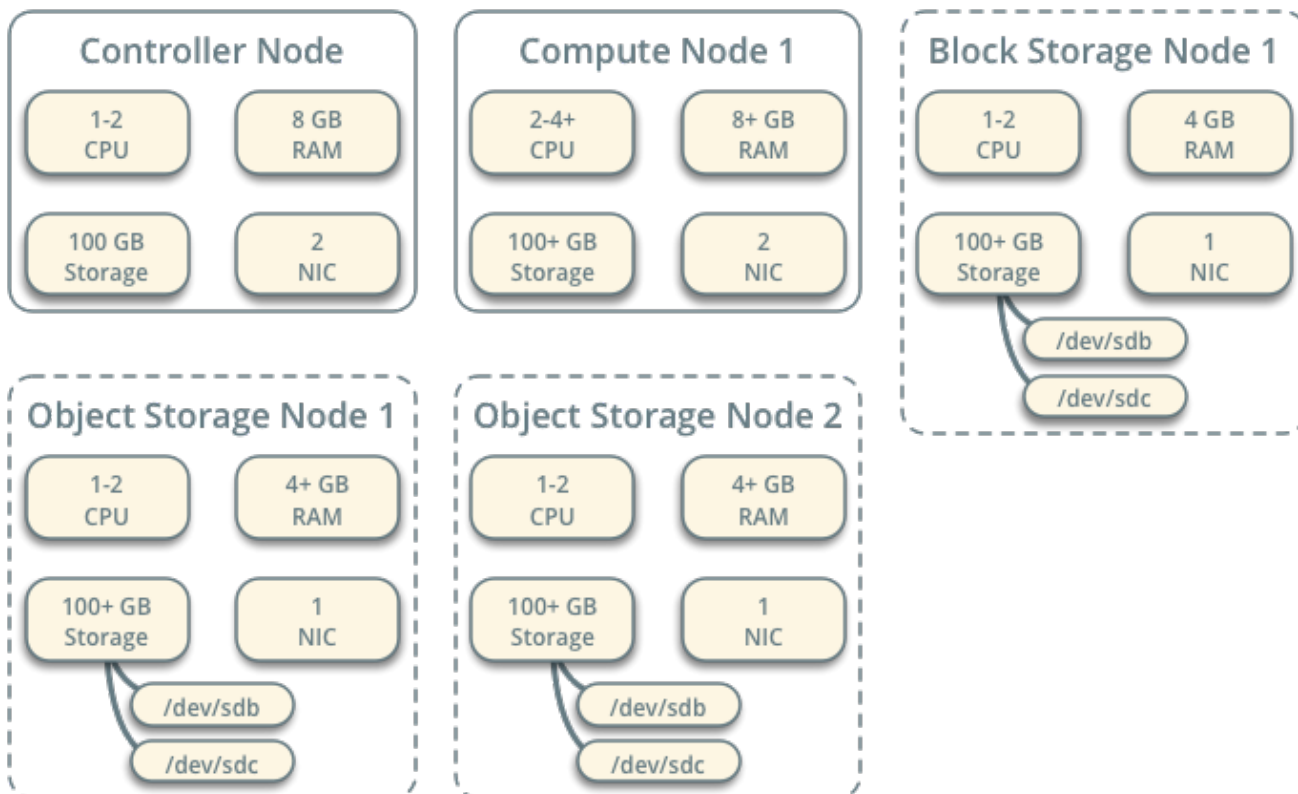 Controller Node
1-2
CPU
8 GB
RAM
100 GB
Storage
2
NIC
Compute Node 1
2-4+
CPU
8+ GB
RAM
100+ GB
Storage
2
NIC
Block Storage Node 1
1-2
CPU
4 GB
RAM
100+ GB
Storage
1
NIC
/dev/sdb
/dev/sdc
Object Storage Node 1
1-2
CPU
4+ GB
RAM
100+ GB
Storage
1
NIC
/dev/sdb
/dev/sdc
Object Storage Node 2
1-2
CPU
4+ GB
RAM
100+ GB
Storage
1
NIC
/dev/sdb
/dev/sdc